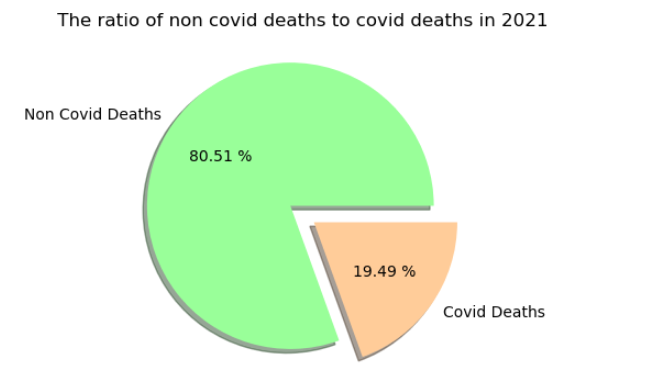 The ratio of non covid deaths to covid deaths in 2021
Non Covid Deaths
80.51 %
19.49 %
Covid Deaths